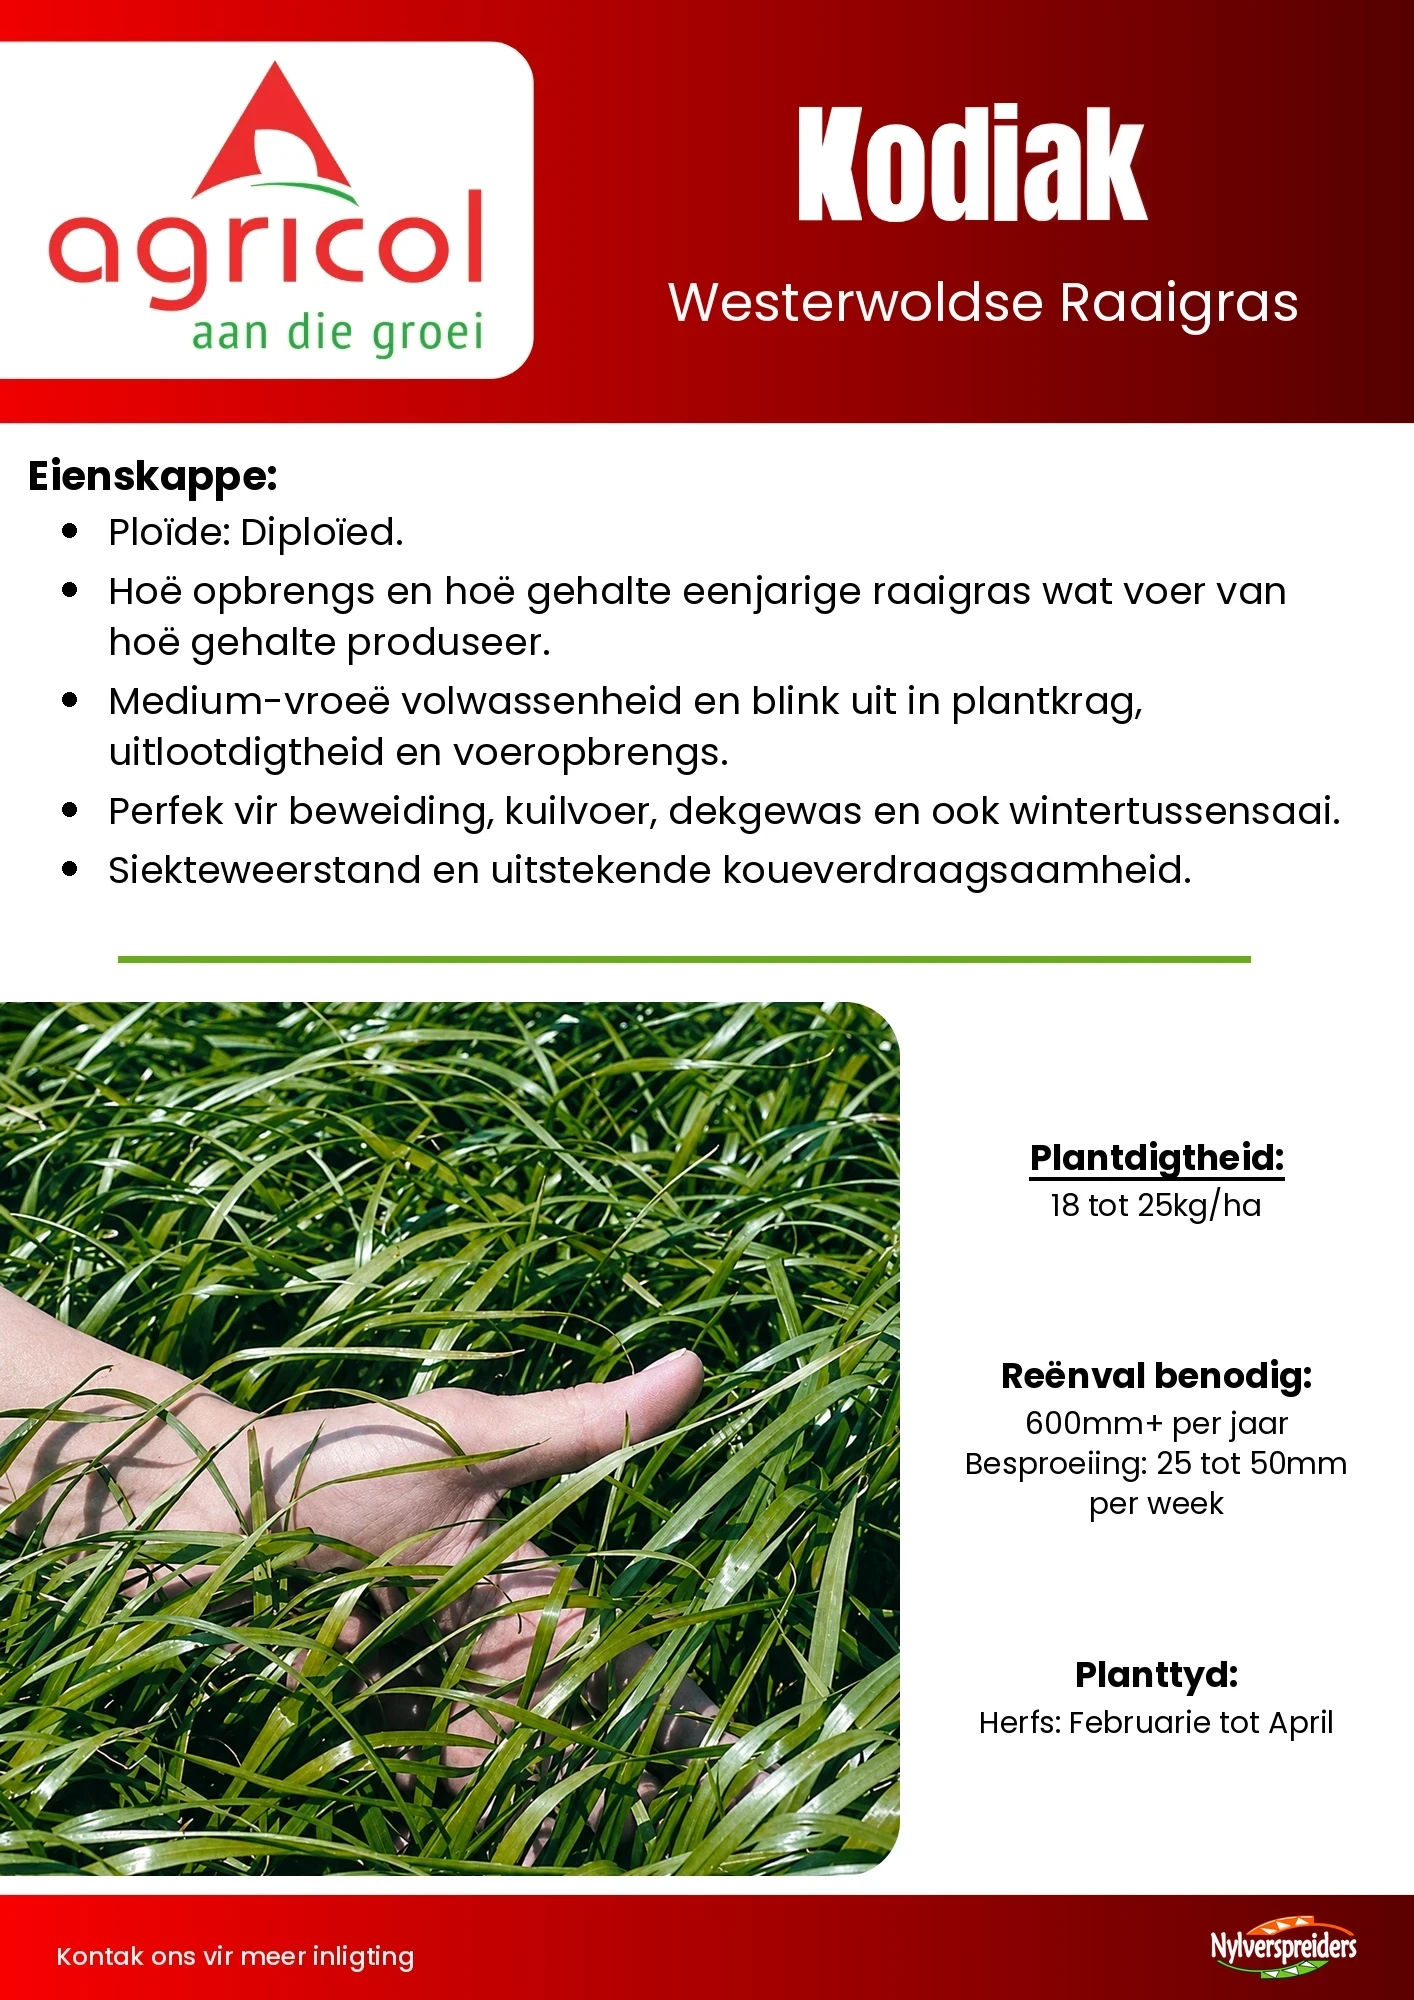 agricol
aan die groei
Kodiak
Westerwoldse Raaigras
Eienskappe:
Ploïde: Diploïed.
Hoë opbrengs en hoë gehalte eenjarige raaigras wat voer van
hoë gehalte produseer.
Medium-vroeë volwassenheid en blink uit in plantkrag,
uitlootdigtheid en voeropbrengs.
Perfek vir beweiding, kuilvoer, dekgewas en ook wintertussensaai.
Siekteweerstand en uitstekende koueverdraagsaamheid.
Plantdigtheid:
18 tot 25kg/ha
Reënval benodig:
600mm+ per jaar
Besproeiing: 25 tot 50mm
per week
Planttyd:
Herfs: Februarie tot April
Kontak ons vir meer inligting
Nylverspreiders